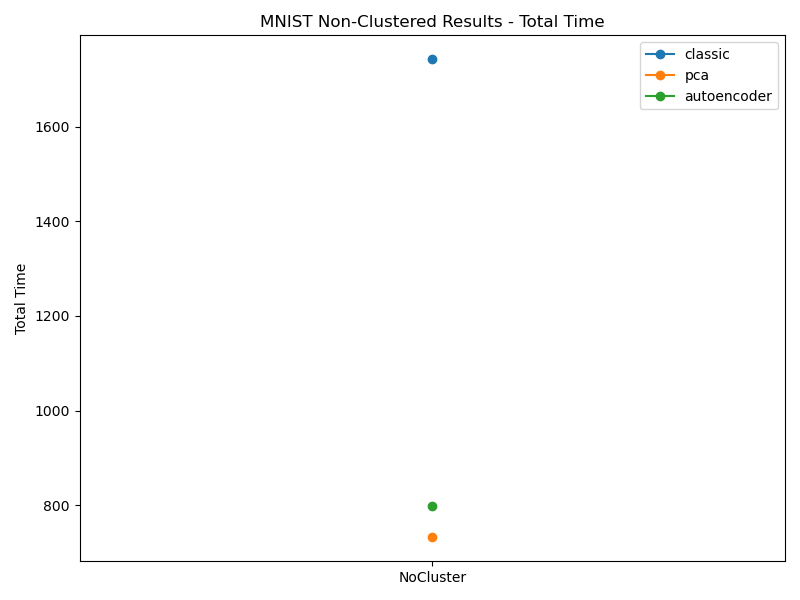 MNIST Non-Clustered Results - Total Time
classic
pca
autoencoder
1600
1400
1200
1000
800
Total Time
NoCluster